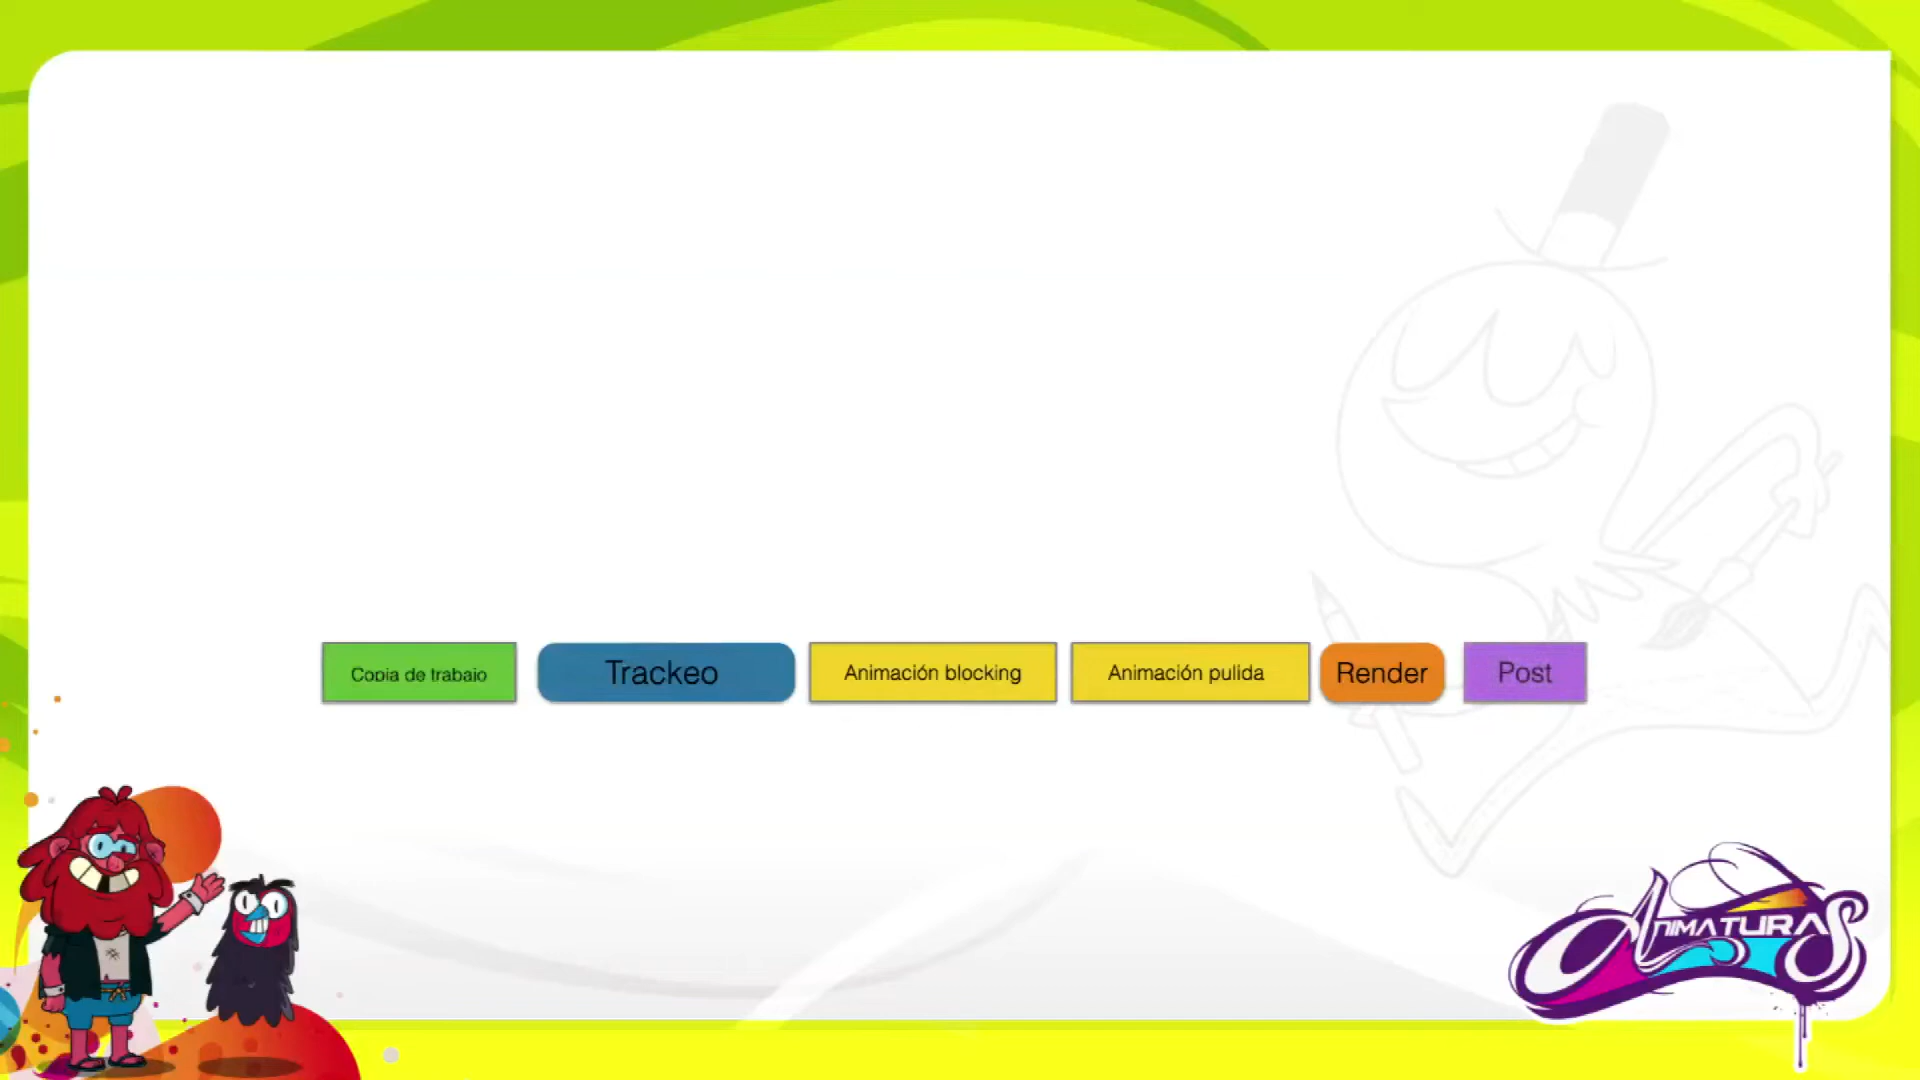 Copia de trabajo
Trackeo
Animación blocking
Animación pulida
Render
Post
ANIMATURAS